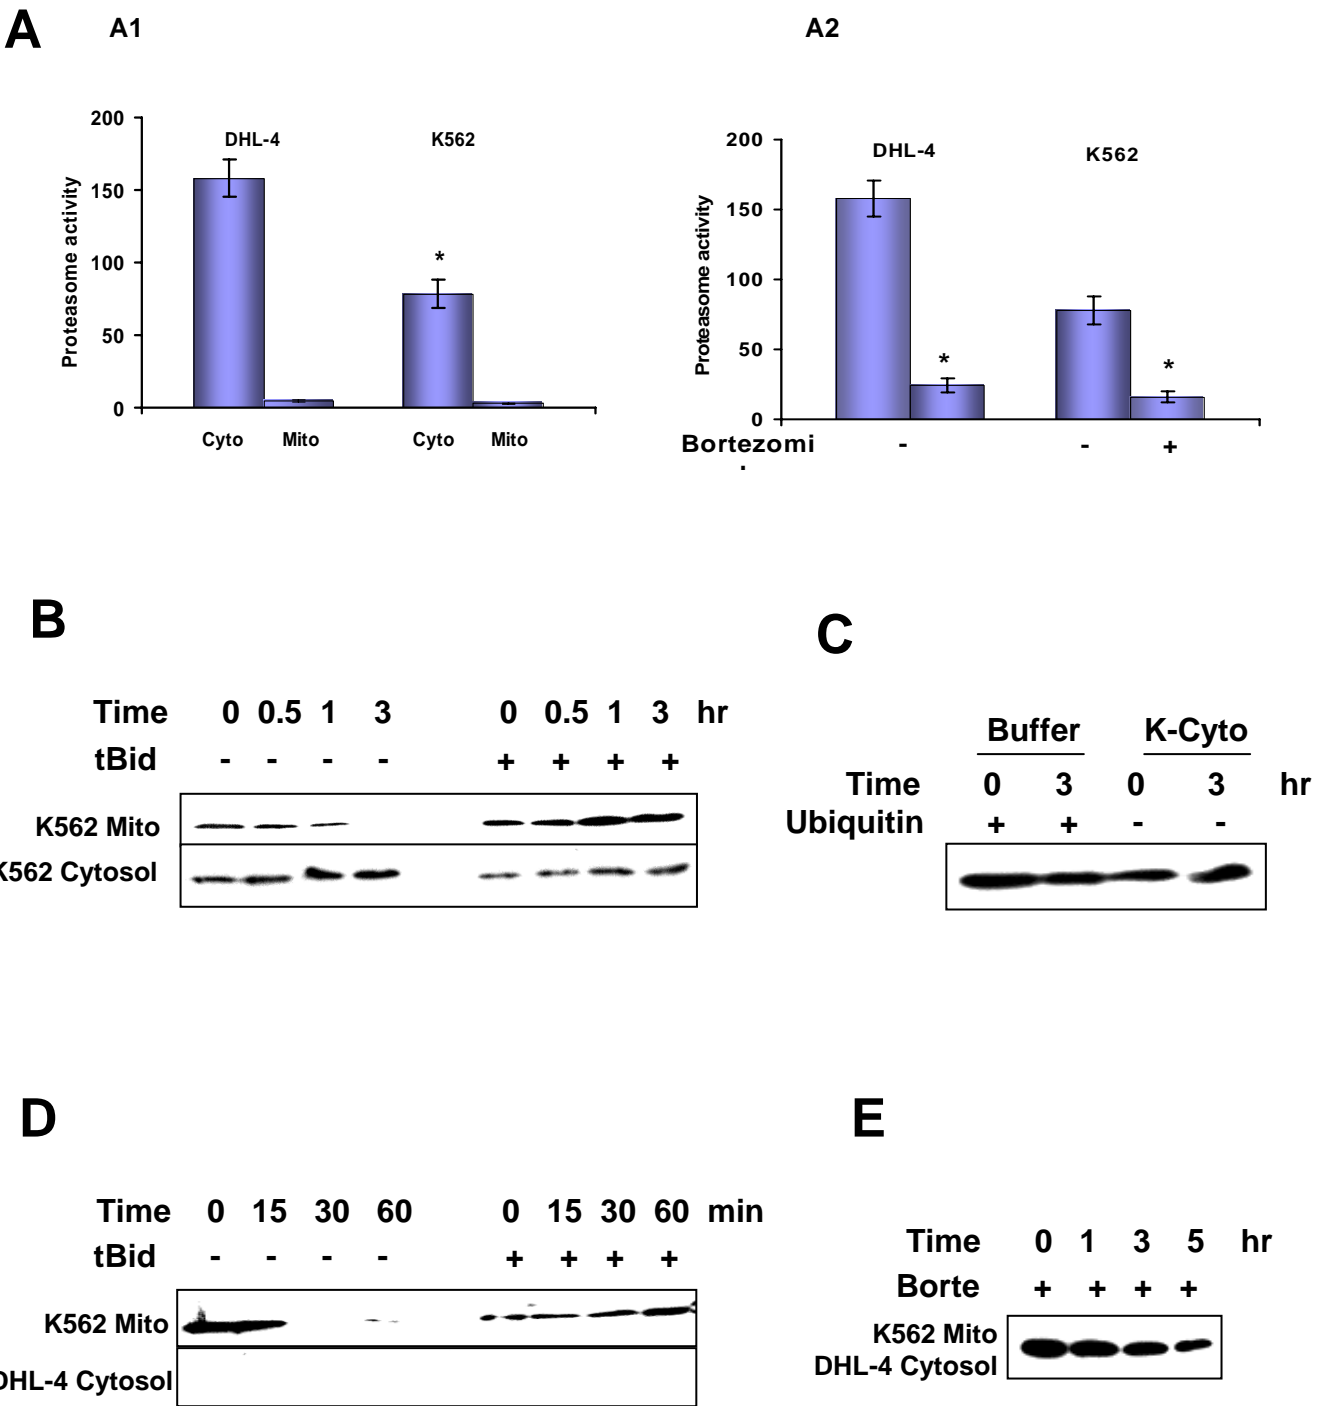 A
A1
A2
200
150
100
50
0
Proteasome activity
DHL-4
K562
*
Cyto Mito Cyto Mito
200
150
100
50
0
Proteasome activity
DHL-4
K562
*
*
Bortezomi - - +
B
Time 0 0.5 1 3 0 0.5 1 3 hr
tBid - - - - + + + +
K562 Mito
K562 Cytosol
C
Buffer K-Cyto
Time 0 3 0 3 hr
Ubiquitin + + - -
D
Time 0 15 30 60 0 15 30 60 min
tBid - - - - + + + +
K562 Mito
DHL-4 Cytosol
E
Time 0 1 3 5 hr
Borte + + + +
K562 Mito
DHL-4 Cytosol